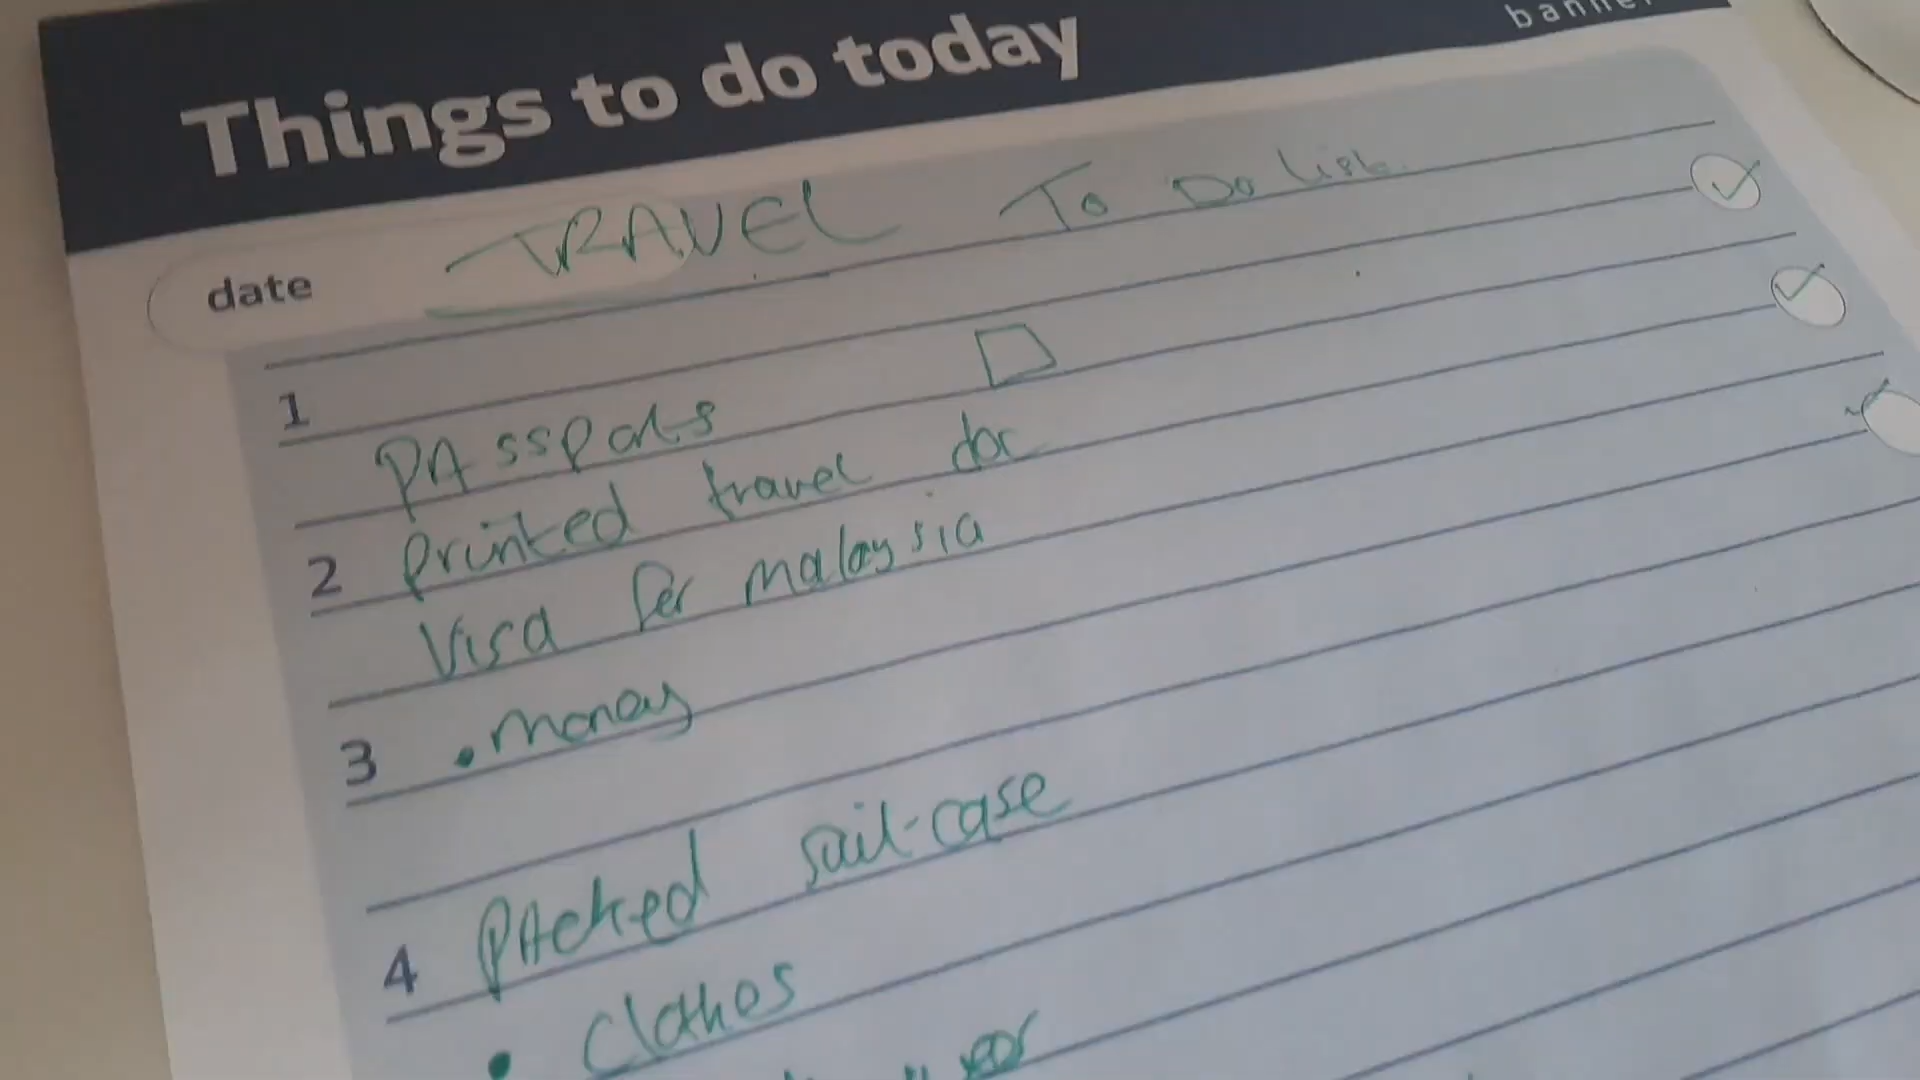 Things to do today
date TRAVEL To Do list.
1
PAssports
2 printed travel doc
Visa for malaysia
3 . money
4 PAcked suit-case
• Clothes